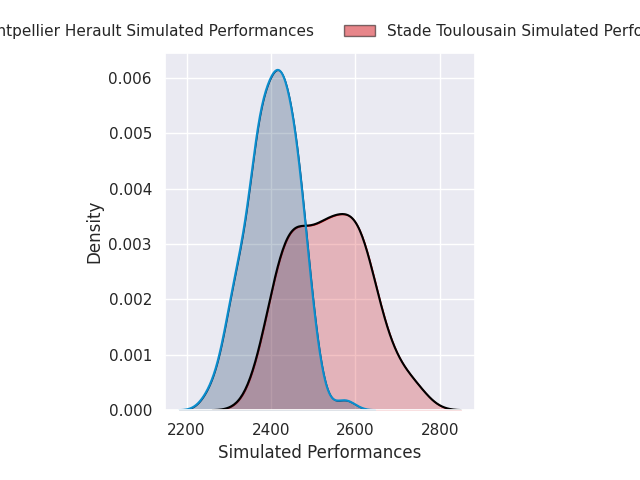 ntpellier Herault Simulated Performances
Stade Toulousain Simulated Perfo
0.006
0.005
0.004
0.003
0.002
0.001
0.000
Density
2200 2400 2600 2800
Simulated Performances